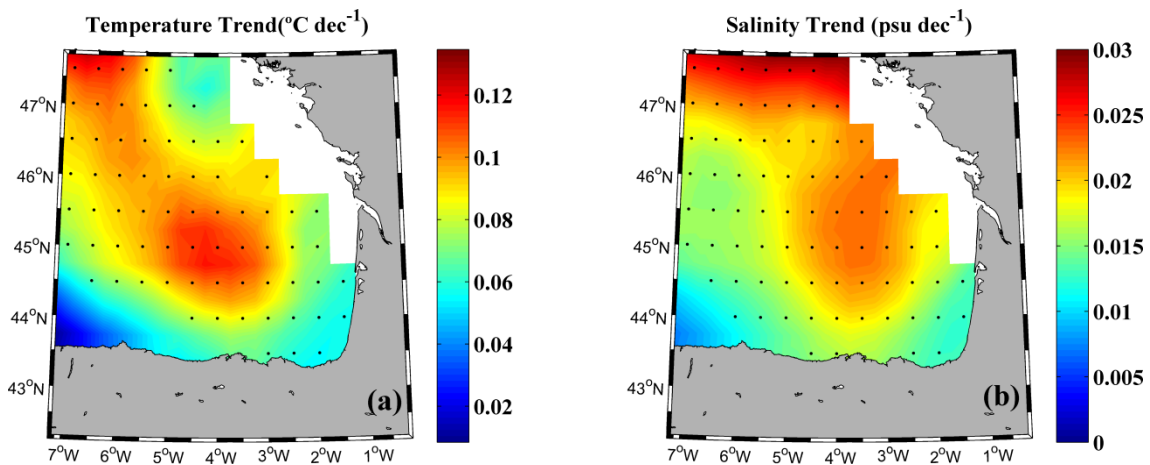 Temperature Trend(ºC dec⁻¹)
47ºN
46ºN
45ºN
44ºN
43ºN
7ºW 6ºW 5ºW 4ºW 3ºW 2ºW 1ºW
(a)
0.12
0.1
0.08
0.06
0.04
0.02
Salinity Trend (psu dec⁻¹)
47ºN
46ºN
45ºN
44ºN
43ºN
7ºW 6ºW 5ºW 4ºW 3ºW 2ºW 1ºW
(b)
0.03
0.025
0.02
0.015
0.01
0.005
0